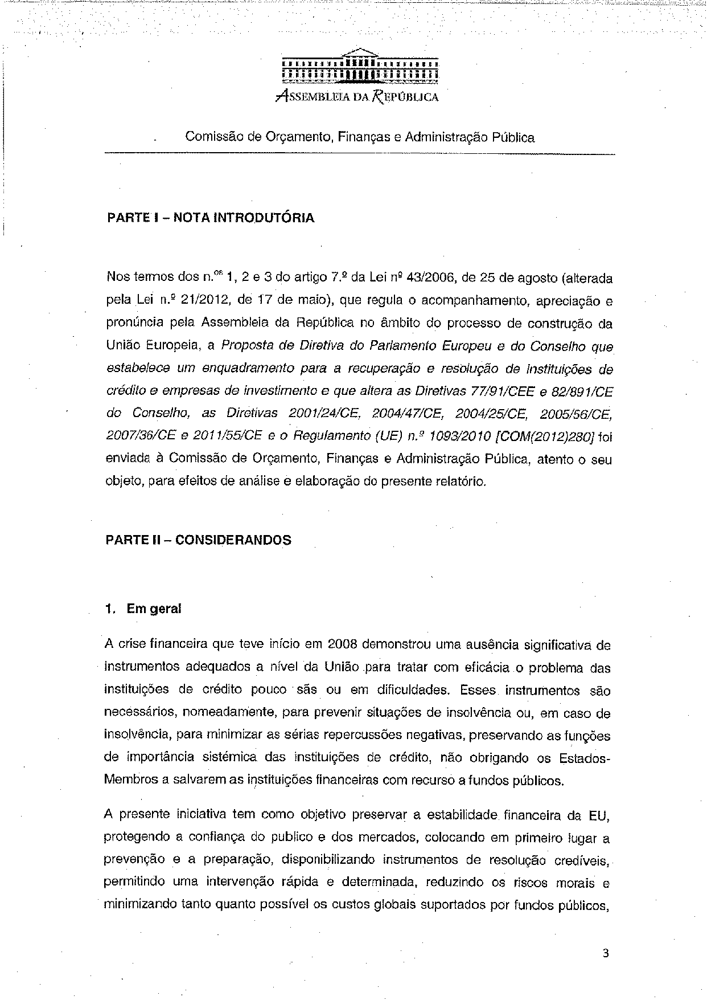 ASSEMBLEIA DA REPÚBLICA
Comissão de Orçamento, Finanças e Administração Pública
PARTE I – NOTA INTRODUTÓRIA
Nos termos dos n.os 1, 2 e 3 do artigo 7.º da Lei nº 43/2006, de 25 de agosto (alterada
pela Lei n.º 21/2012, de 17 de maio), que regula o acompanhamento, apreciação e
pronúncia pela Assembleia da República no âmbito do processo de construção da
União Europeia, a Proposta de Diretiva do Parlamento Europeu e do Conselho que
estabelece um enquadramento para a recuperação e resolução de instituições de
crédito e empresas de investimento e que altera as Diretivas 77/91/CEE e 82/891/CE
do Conselho, as Diretivas 2001/24/CE, 2004/47/CE, 2004/25/CE, 2005/56/CE,
2007/36/CE e 2011/55/CE e o Regulamento (UE) n.º 1093/2010 [COM(2012)280] foi
enviada à Comissão de Orçamento, Finanças e Administração Pública, atento o seu
objeto, para efeitos de análise e elaboração do presente relatório.
PARTE II – CONSIDERANDOS
1. Em geral
A crise financeira que teve início em 2008 demonstrou uma ausência significativa de
instrumentos adequados a nível da União para tratar com eficácia o problema das
instituições de crédito pouco sãs ou em dificuldades. Esses instrumentos são
necessários, nomeadamente, para prevenir situações de insolvência ou, em caso de
insolvência, para minimizar as sérias repercussões negativas, preservando as funções
de importância sistémica das instituições de crédito, não obrigando os Estados-
Membros a salvarem as instituições financeiras com recurso a fundos públicos.
A presente iniciativa tem como objetivo preservar a estabilidade financeira da EU,
protegendo a confiança do publico e dos mercados, colocando em primeiro lugar a
prevenção e a preparação, disponibilizando instrumentos de resolução credíveis,
permitindo uma intervenção rápida e determinada, reduzindo os riscos morais e
minimizando tanto quanto possível os custos globais suportados por fundos públicos,
3